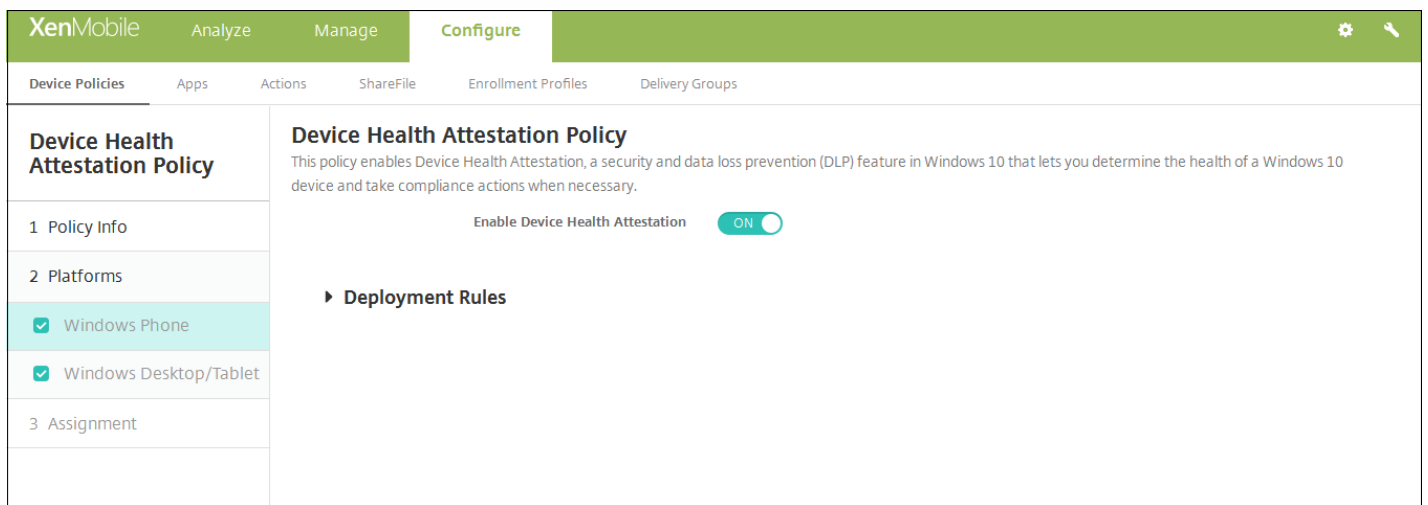 XenMobile Analyze Manage Configure
Device Policies Apps Actions ShareFile Enrollment Profiles Delivery Groups
Device Health
Attestation Policy
1 Policy Info
2 Platforms
Windows Phone
Windows Desktop/Tablet
3 Assignment
Device Health Attestation Policy
This policy enables Device Health Attestation, a security and data loss prevention (DLP) feature in Windows 10 that lets you determine the health of a Windows 10
device and take compliance actions when necessary.
Enable Device Health Attestation ON
Deployment Rules